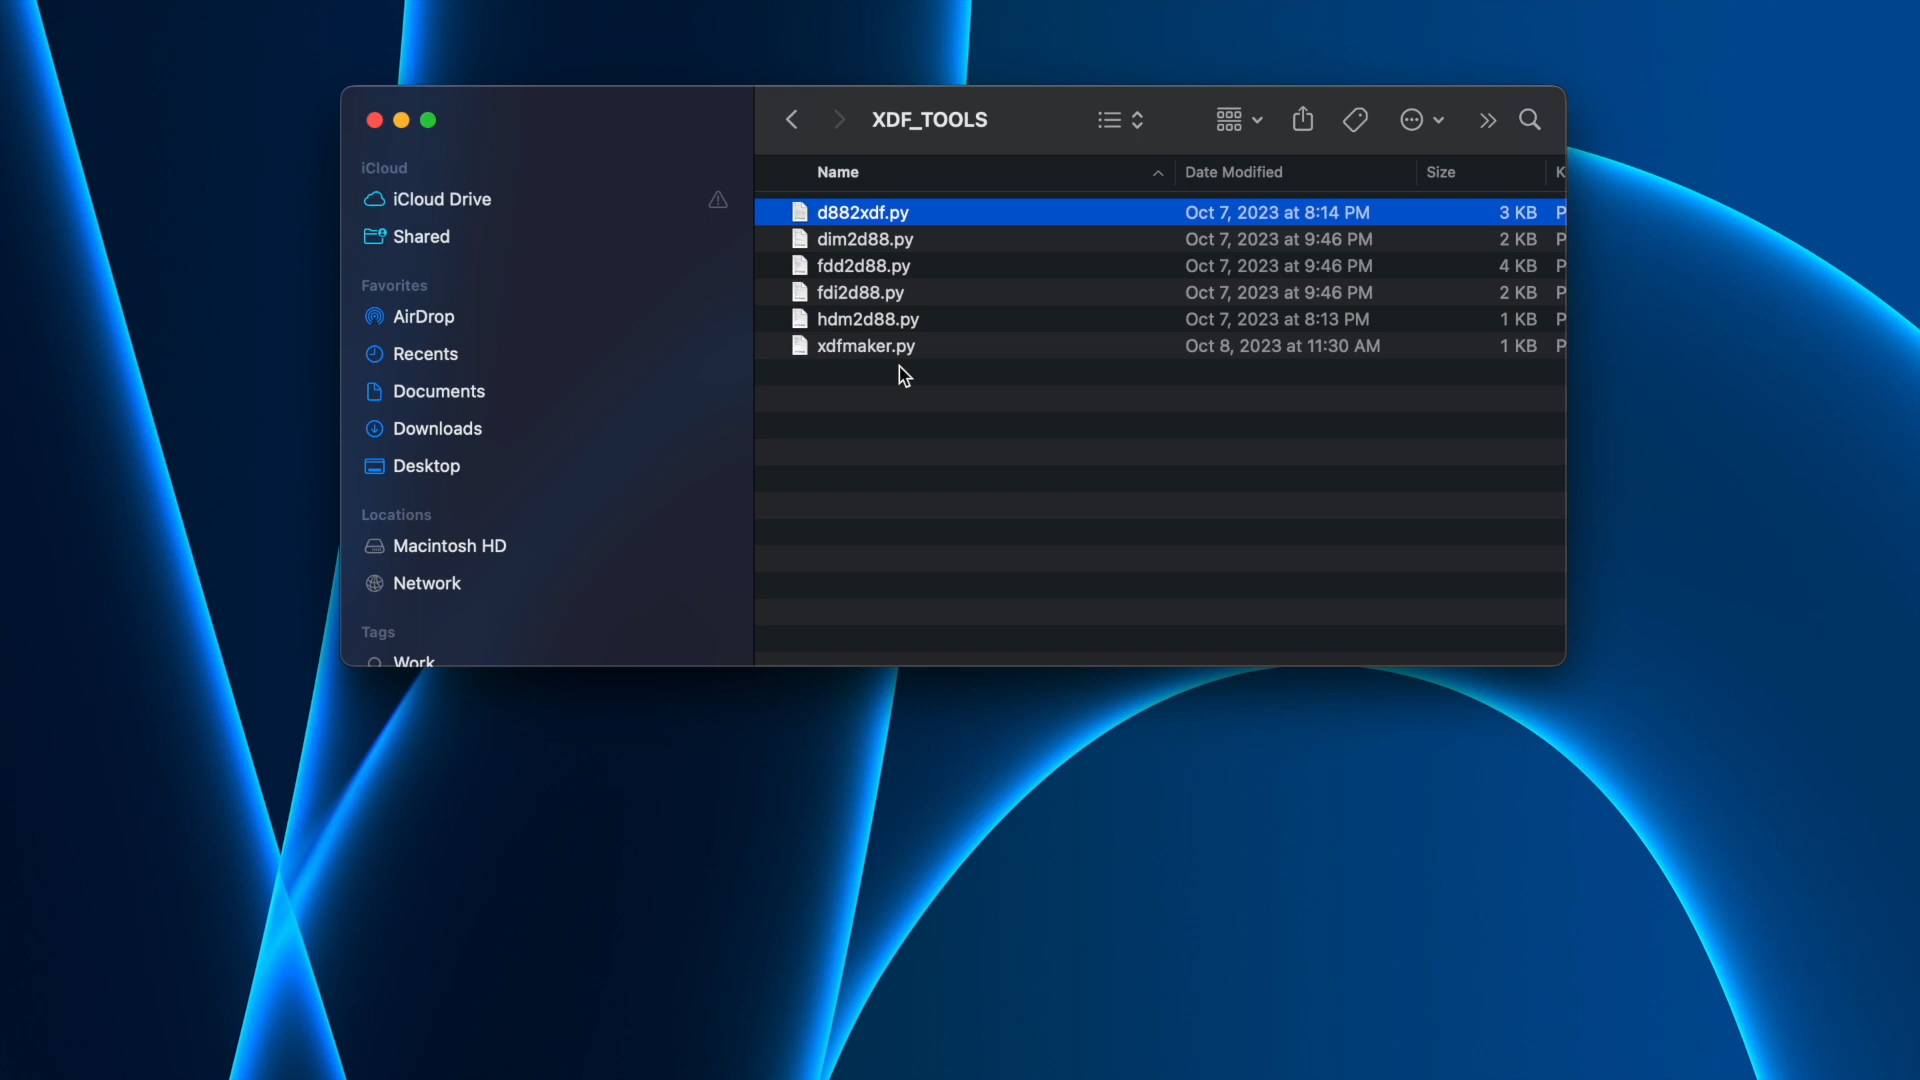 XDF_TOOLS
iCloud
iCloud Drive
Shared
Favorites
AirDrop
Recents
Documents
Downloads
Desktop
Locations
Macintosh HD
Network
Tags
Work
Name Date Modified Size K
d882xdf.py Oct 7, 2023 at 8:14 PM 3 KB P
dim2d88.py Oct 7, 2023 at 9:46 PM 2 KB P
fdd2d88.py Oct 7, 2023 at 9:46 PM 4 KB P
fdi2d88.py Oct 7, 2023 at 9:46 PM 2 KB P
hdm2d88.py Oct 7, 2023 at 8:13 PM 1 KB P
xdfmaker.py Oct 8, 2023 at 11:30 AM 1 KB P